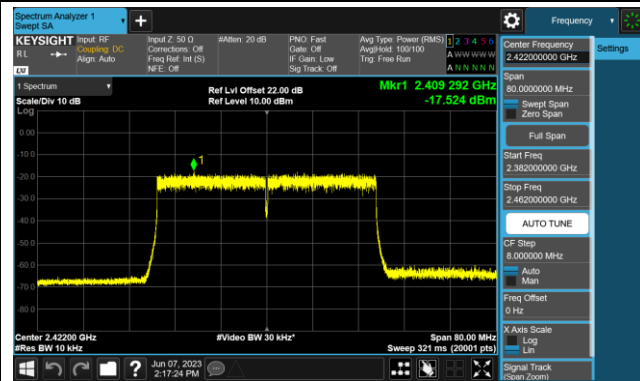 Spectrum Analyzer 1
Swept SA
Frequency
KEYSIGHT
RL
LXI
Input: RF
Coupling: DC
Align: Auto
Input Z: 50 Ω
Corrections: Off
Freq Ref: Int (S)
NFE: Off
#Atten: 20 dB
PNO: Fast
Gate: Off
IF Gain: Low
Sig Track: Off
Avg Type: Power (RMS)
Avg|Hold: 100/100
Trig: Free Run
1 2 3 4 5 6
A W W W W W
A N N N N N
1 Spectrum
Scale/Div 10 dB
Log
Ref Lvl Offset 22.00 dB
Ref Level 10.00 dBm
Mkr1 2.409 292 GHz
-17.524 dBm
0.00
-10.0
-20.0
-30.0
-40.0
-50.0
-60.0
-70.0
-80.0
1
Center 2.42200 GHz
#Res BW 10 kHz
#Video BW 30 kHz*
Span 80.00 MHz
Sweep 321 ms (20001 pts)
Jun 07, 2023
2:17:24 PM
Center Frequency
2.422000000 GHz
Settings
Span
80.0000000 MHz
Swept Span
Zero Span
Full Span
Start Freq
2.382000000 GHz
Stop Freq
2.462000000 GHz
AUTO TUNE
CF Step
8.000000 MHz
Auto
Man
Freq Offset
0 Hz
X Axis Scale
Log
Lin
Signal Track
(Span Zoom)